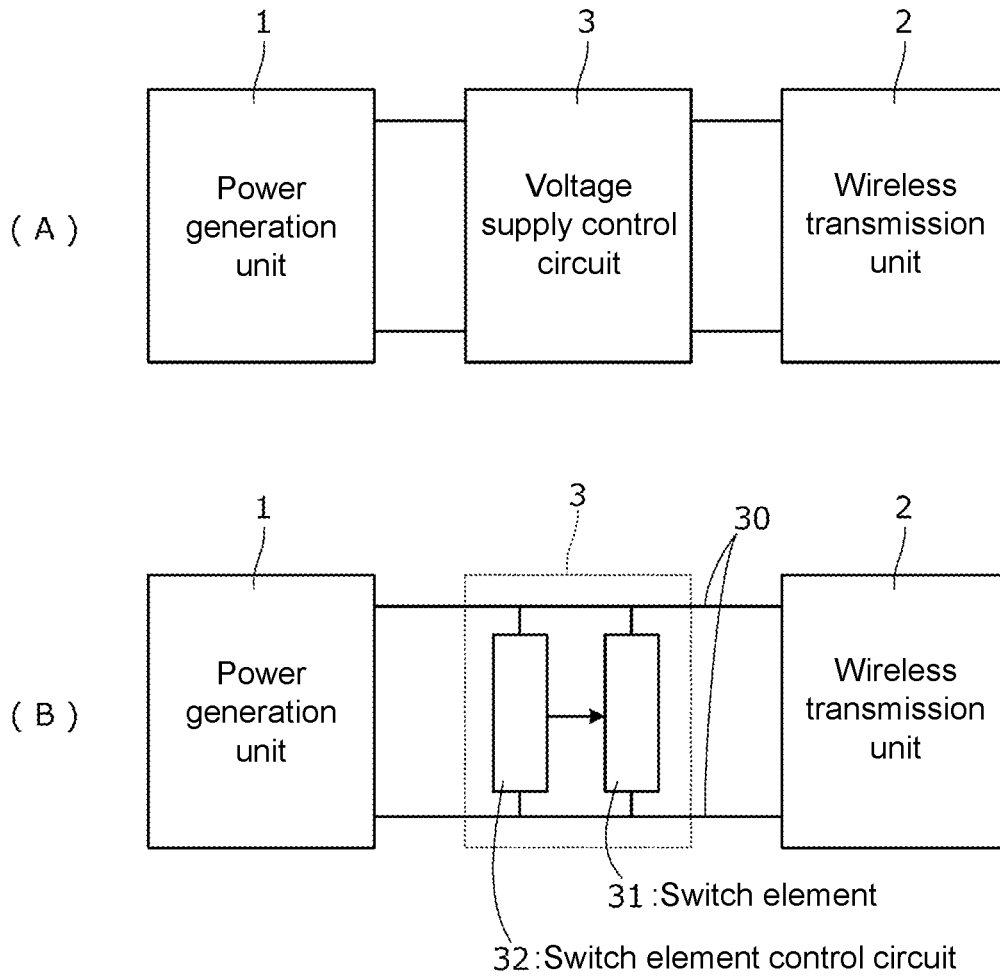 1
3
2
( A )
Power
generation
unit
Voltage
supply control
circuit
Wireless
transmission
unit
1
3
30
2
( B )
Power
generation
unit
Wireless
transmission
unit
31 :Switch element
32:Switch element control circuit